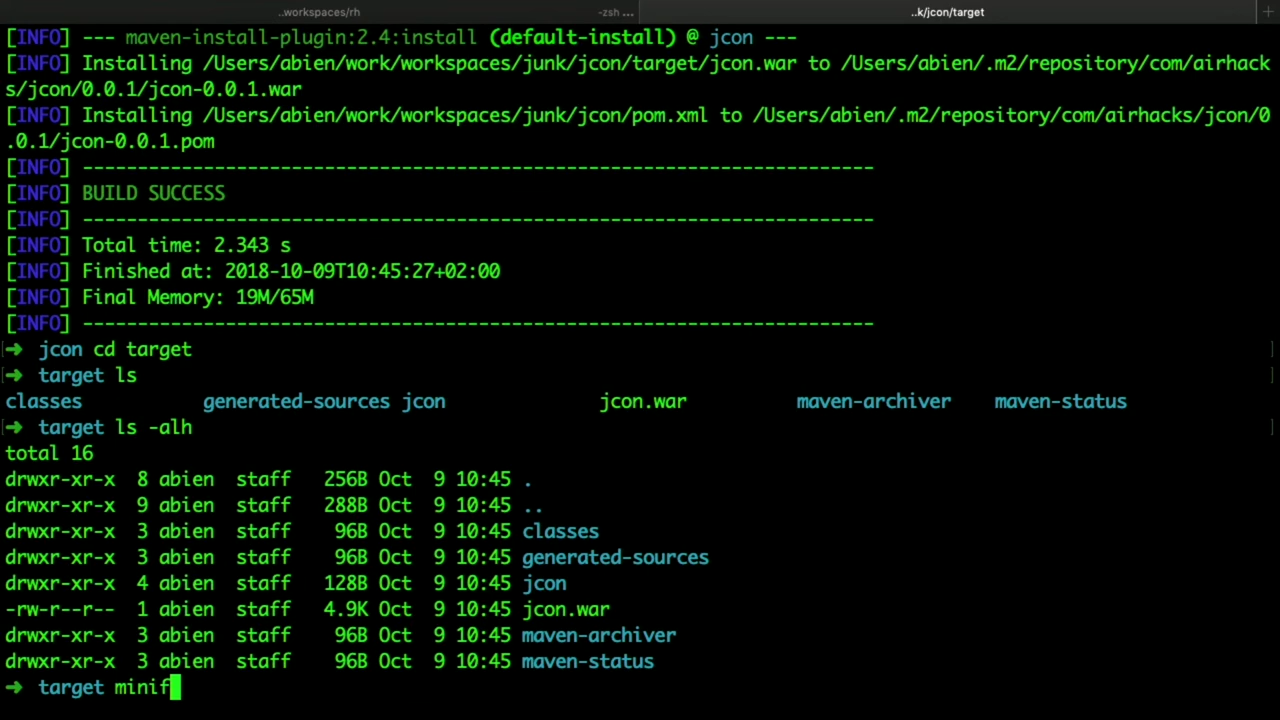 ..workspaces/rh
-zsh ...
..k/jcon/target
[INFO] --- maven-install-plugin:2.4:install (default-install) @ jcon ---
[INFO] Installing /Users/abien/work/workspaces/junk/jcon/target/jcon.war to /Users/abien/.m2/repository/com/airhack
s/jcon/0.0.1/jcon-0.0.1.war
[INFO] Installing /Users/abien/work/workspaces/junk/jcon/pom.xml to /Users/abien/.m2/repository/com/airhacks/jcon/0
.0.1/jcon-0.0.1.pom
[INFO] ------------------------------------------------------------------------
[INFO] BUILD SUCCESS
[INFO] ------------------------------------------------------------------------
[INFO] Total time: 2.343 s
[INFO] Finished at: 2018-10-09T10:45:27+02:00
[INFO] Final Memory: 19M/65M
[INFO] ------------------------------------------------------------------------
➜ jcon cd target
➜ target ls
classes generated-sources jcon jcon.war maven-archiver maven-status
➜ target ls -alh
total 16
drwxr-xr-x 8 abien staff 256B Oct 9 10:45 .
drwxr-xr-x 9 abien staff 288B Oct 9 10:45 ..
drwxr-xr-x 3 abien staff 96B Oct 9 10:45 classes
drwxr-xr-x 3 abien staff 96B Oct 9 10:45 generated-sources
drwxr-xr-x 4 abien staff 128B Oct 9 10:45 jcon
-rw-r--r-- 1 abien staff 4.9K Oct 9 10:45 jcon.war
drwxr-xr-x 3 abien staff 96B Oct 9 10:45 maven-archiver
drwxr-xr-x 3 abien staff 96B Oct 9 10:45 maven-status
➜ target minif